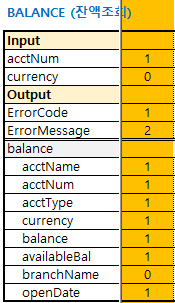 BALANCE (잔액조회)
Input
acctNum 1
currency 0
Output
ErrorCode 1
ErrorMessage 2
balance
acctName 1
acctNum 1
acctType 1
currency 1
balance 1
availableBal 1
branchName 0
openDate 1